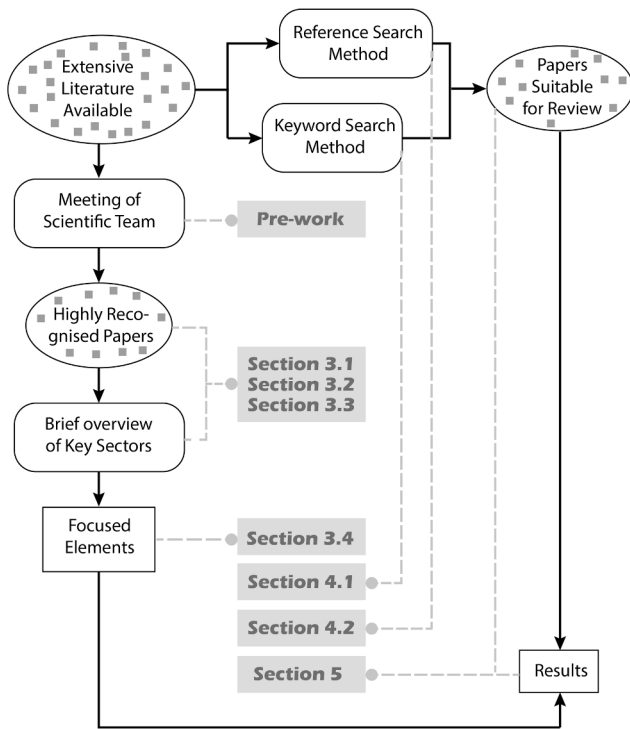 Extensive
Literature
Available
Reference Search
Method
Keyword Search
Method
Papers
Suitable
for Review
Meeting of
Scientific Team
Pre-work
Highly Reco-
gnised Papers
Section 3.1
Section 3.2
Section 3.3
Brief overview
of Key Sectors
Focused
Elements
Section 3.4
Section 4.1
Section 4.2
Section 5
Results